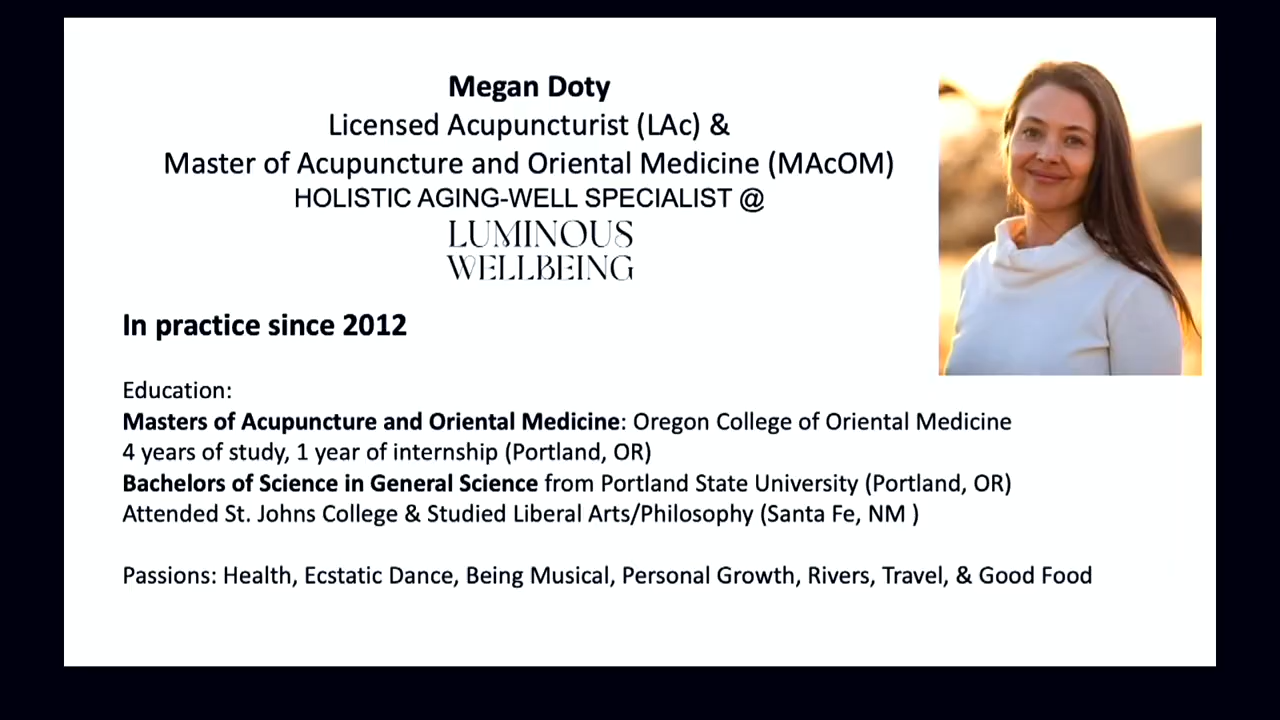 Megan Doty
Licensed Acupuncturist (LAc) &
Master of Acupuncture and Oriental Medicine (MAcOM)
HOLISTIC AGING-WELL SPECIALIST @
LUMINOUS
WELLBEING
In practice since 2012
Education:
Masters of Acupuncture and Oriental Medicine: Oregon College of Oriental Medicine
4 years of study, 1 year of internship (Portland, OR)
Bachelors of Science in General Science from Portland State University (Portland, OR)
Attended St. Johns College & Studied Liberal Arts/Philosophy (Santa Fe, NM )
Passions: Health, Ecstatic Dance, Being Musical, Personal Growth, Rivers, Travel, & Good Food